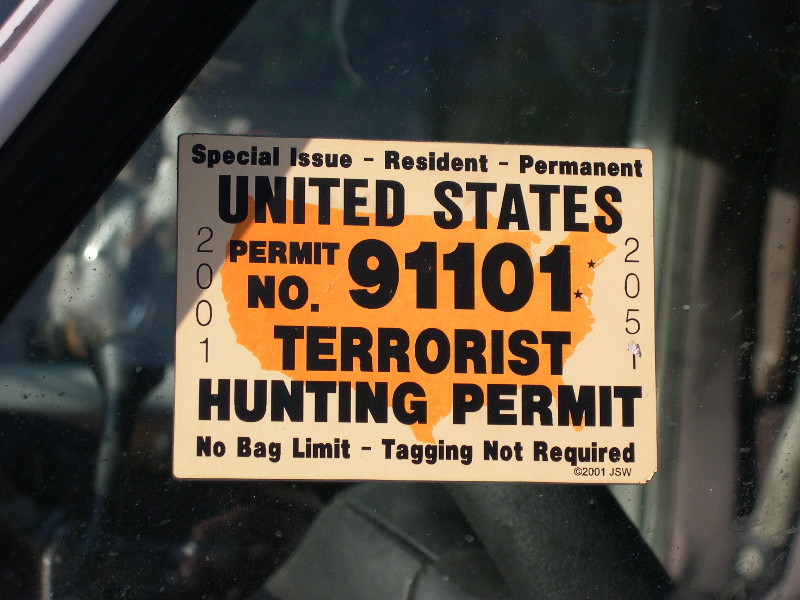 Special Issue - Resident - Permanent
UNITED STATES
2001
PERMIT NO. 91101
2051
TERRORIST
HUNTING PERMIT
No Bag Limit - Tagging Not Required
©2001 JSW